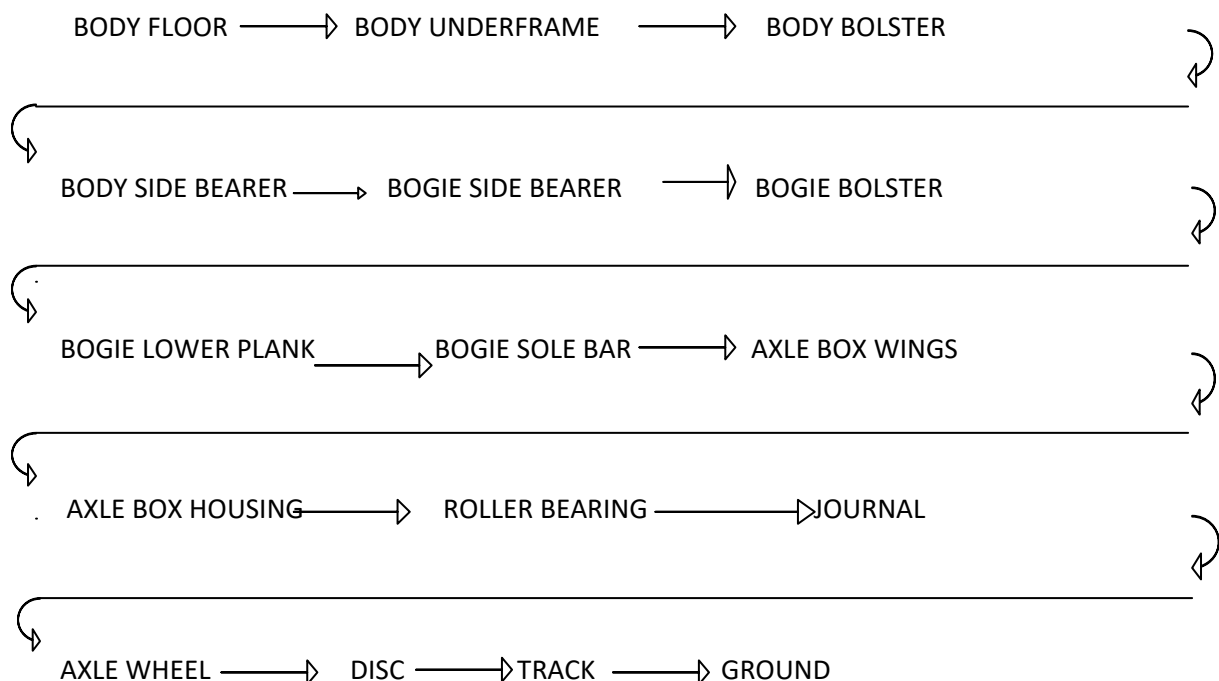 BODY FLOOR BODY UNDERFRAME BODY BOLSTER
BODY SIDE BEARER BOGIE SIDE BEARER BOGIE BOLSTER
BOGIE LOWER PLANK BOGIE SOLE BAR AXLE BOX WINGS
AXLE BOX HOUSING ROLLER BEARING JOURNAL
AXLE WHEEL DISC TRACK GROUND